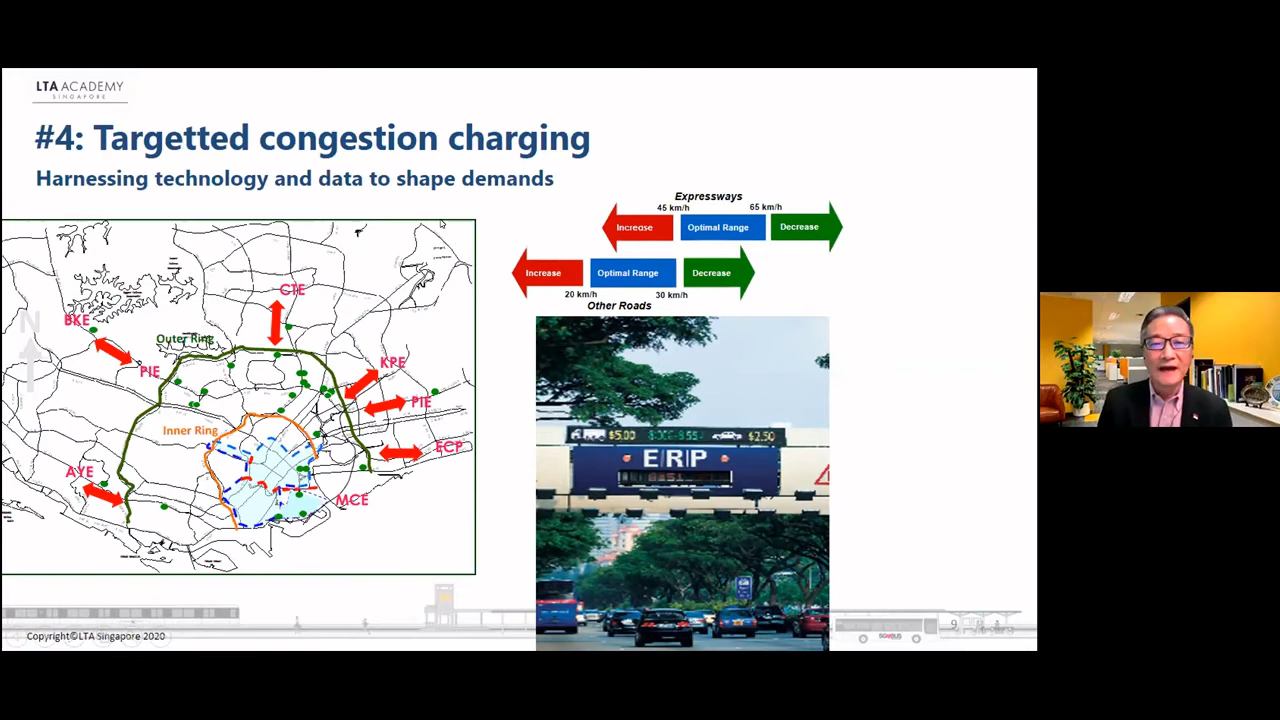 LTA ACADEMY
SINGAPORE
#4: Targetted congestion charging
Harnessing technology and data to shape demands
Expressways
45 km/h
65 km/h
Increase
Optimal Range
Decrease
Increase
Optimal Range
Decrease
20 km/h
30 km/h
Other Roads
N
CTE
BKE
Outer Ring
PIE
KPE
PIE
Inner Ring
ECP
AYE
MCE
$5.00
$2.50
E/R/P
Copyright©LTA Singapore 2020
9